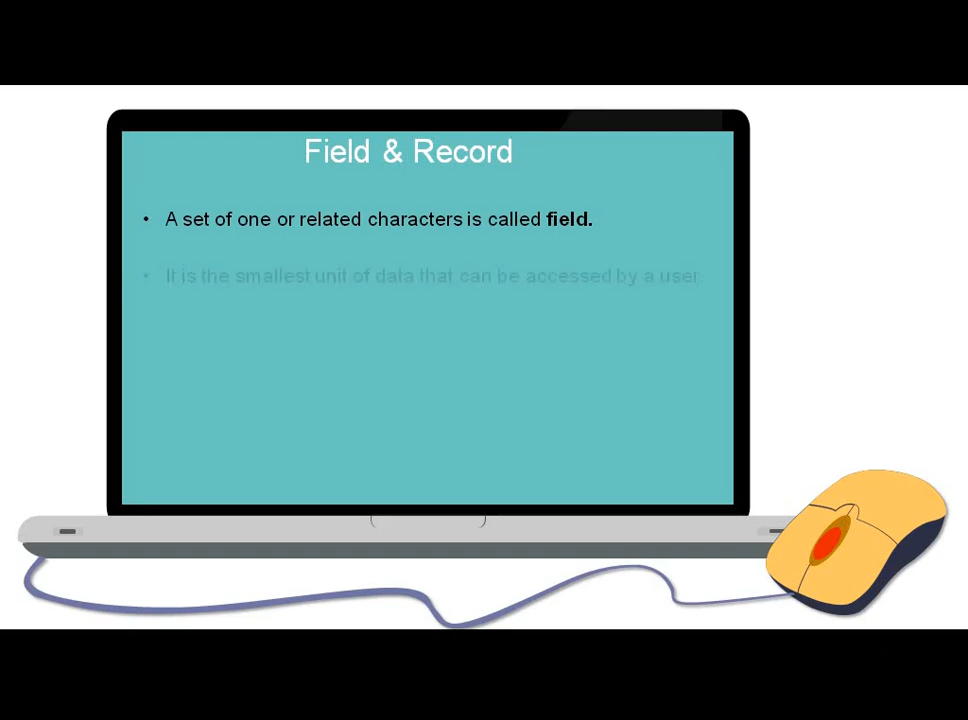 Field & Record
• A set of one or related characters is called field.
• It is the smallest unit of data that can be accessed by a user